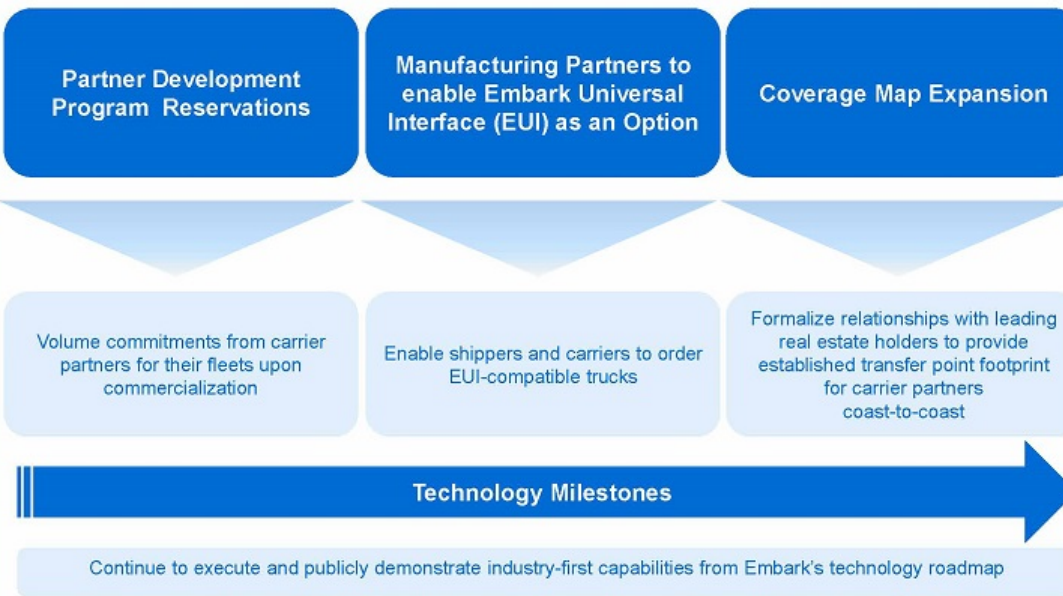 Partner Development
Program Reservations
Manufacturing Partners to
enable Embark Universal
Interface (EUI) as an Option
Coverage Map Expansion
Volume commitments from carrier
partners for their fleets upon
commercialization
Enable shippers and carriers to order
EUI-compatible trucks
Formalize relationships with leading
real estate holders to provide
established transfer point footprint
for carrier partners
coast-to-coast
Technology Milestones
Continue to execute and publicly demonstrate industry-first capabilities from Embark's technology roadmap